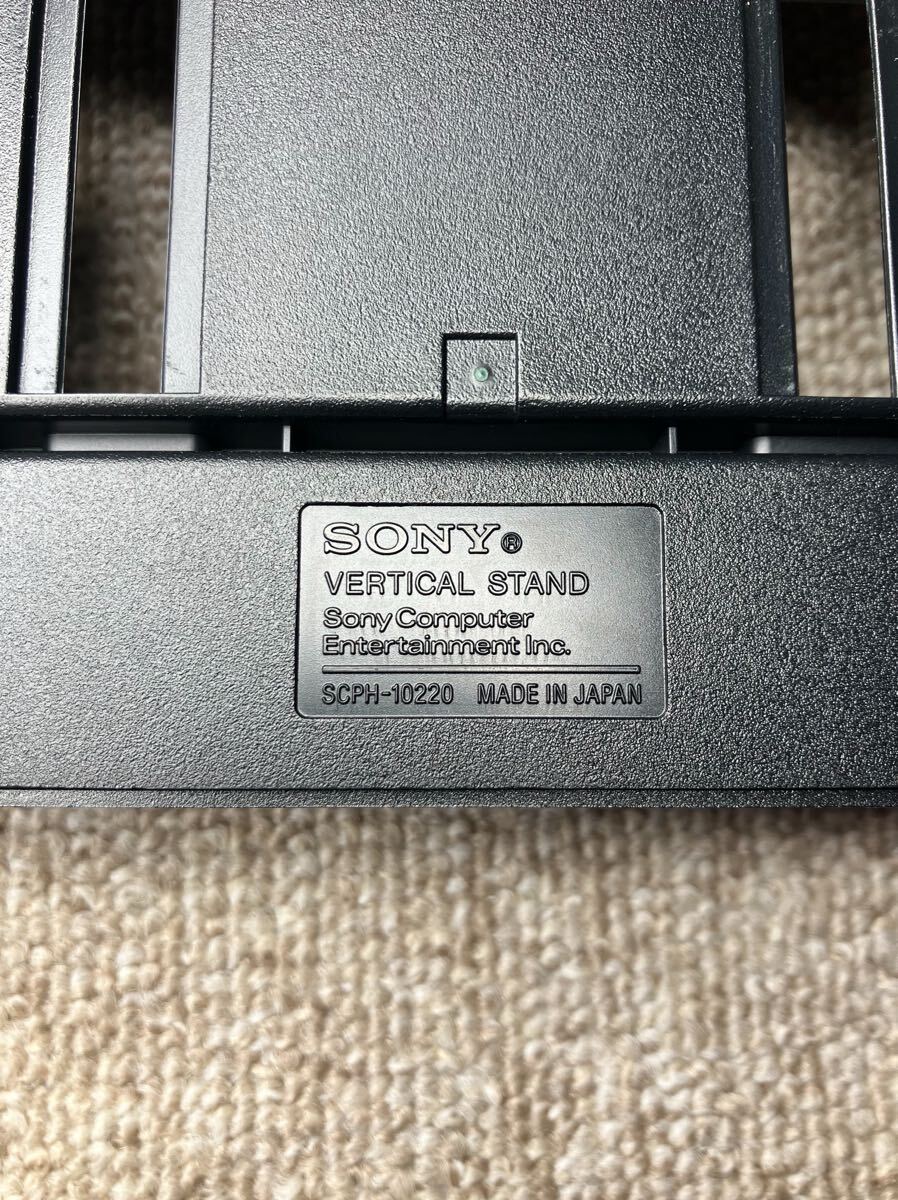 SONY®
VERTICAL STAND
Sony Computer
Entertainment Inc.
SCPH-10220 MADE IN JAPAN